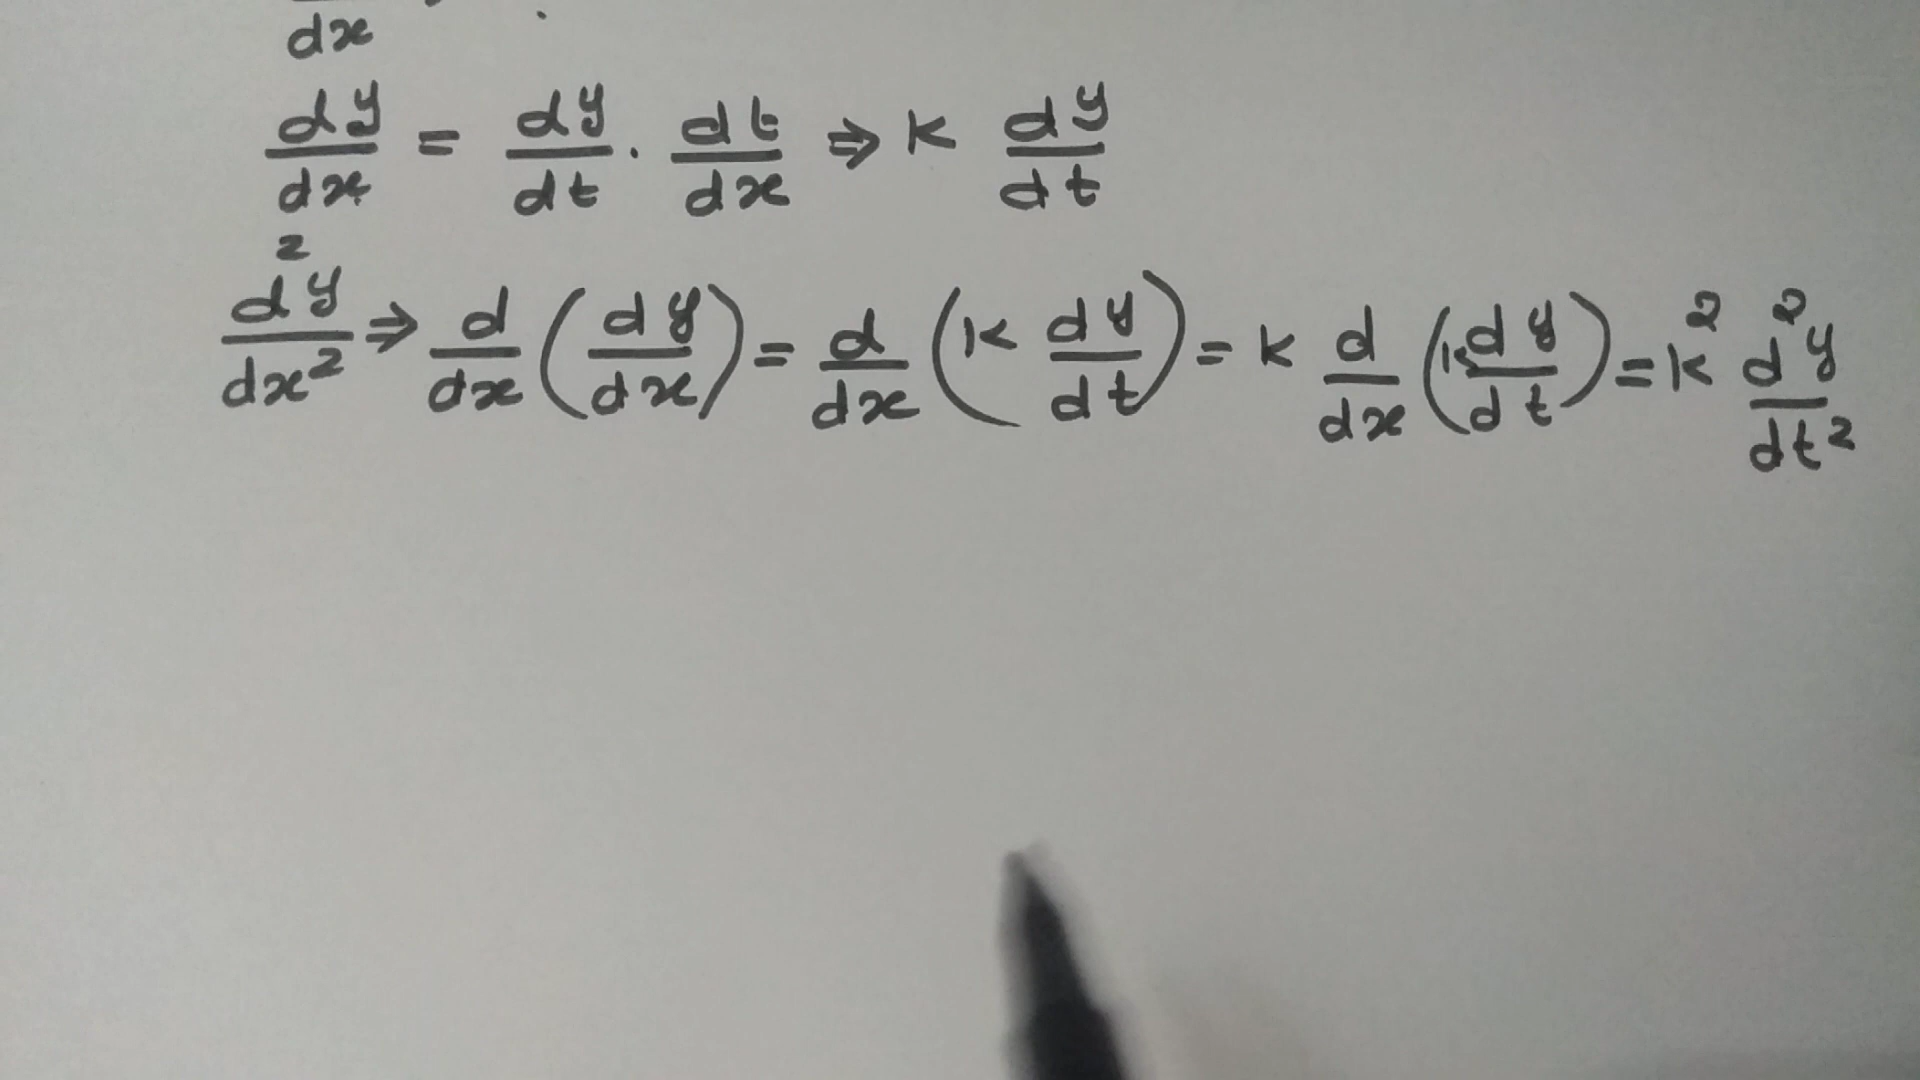 dx
dy/dx = dy/dt . dt/dx ⇒ k dy/dt
d²y/dx² ⇒ d/dx (dy/dx) = d/dx (k dy/dt) = k d/dx (k dy/dt) = k² d²y/dt²